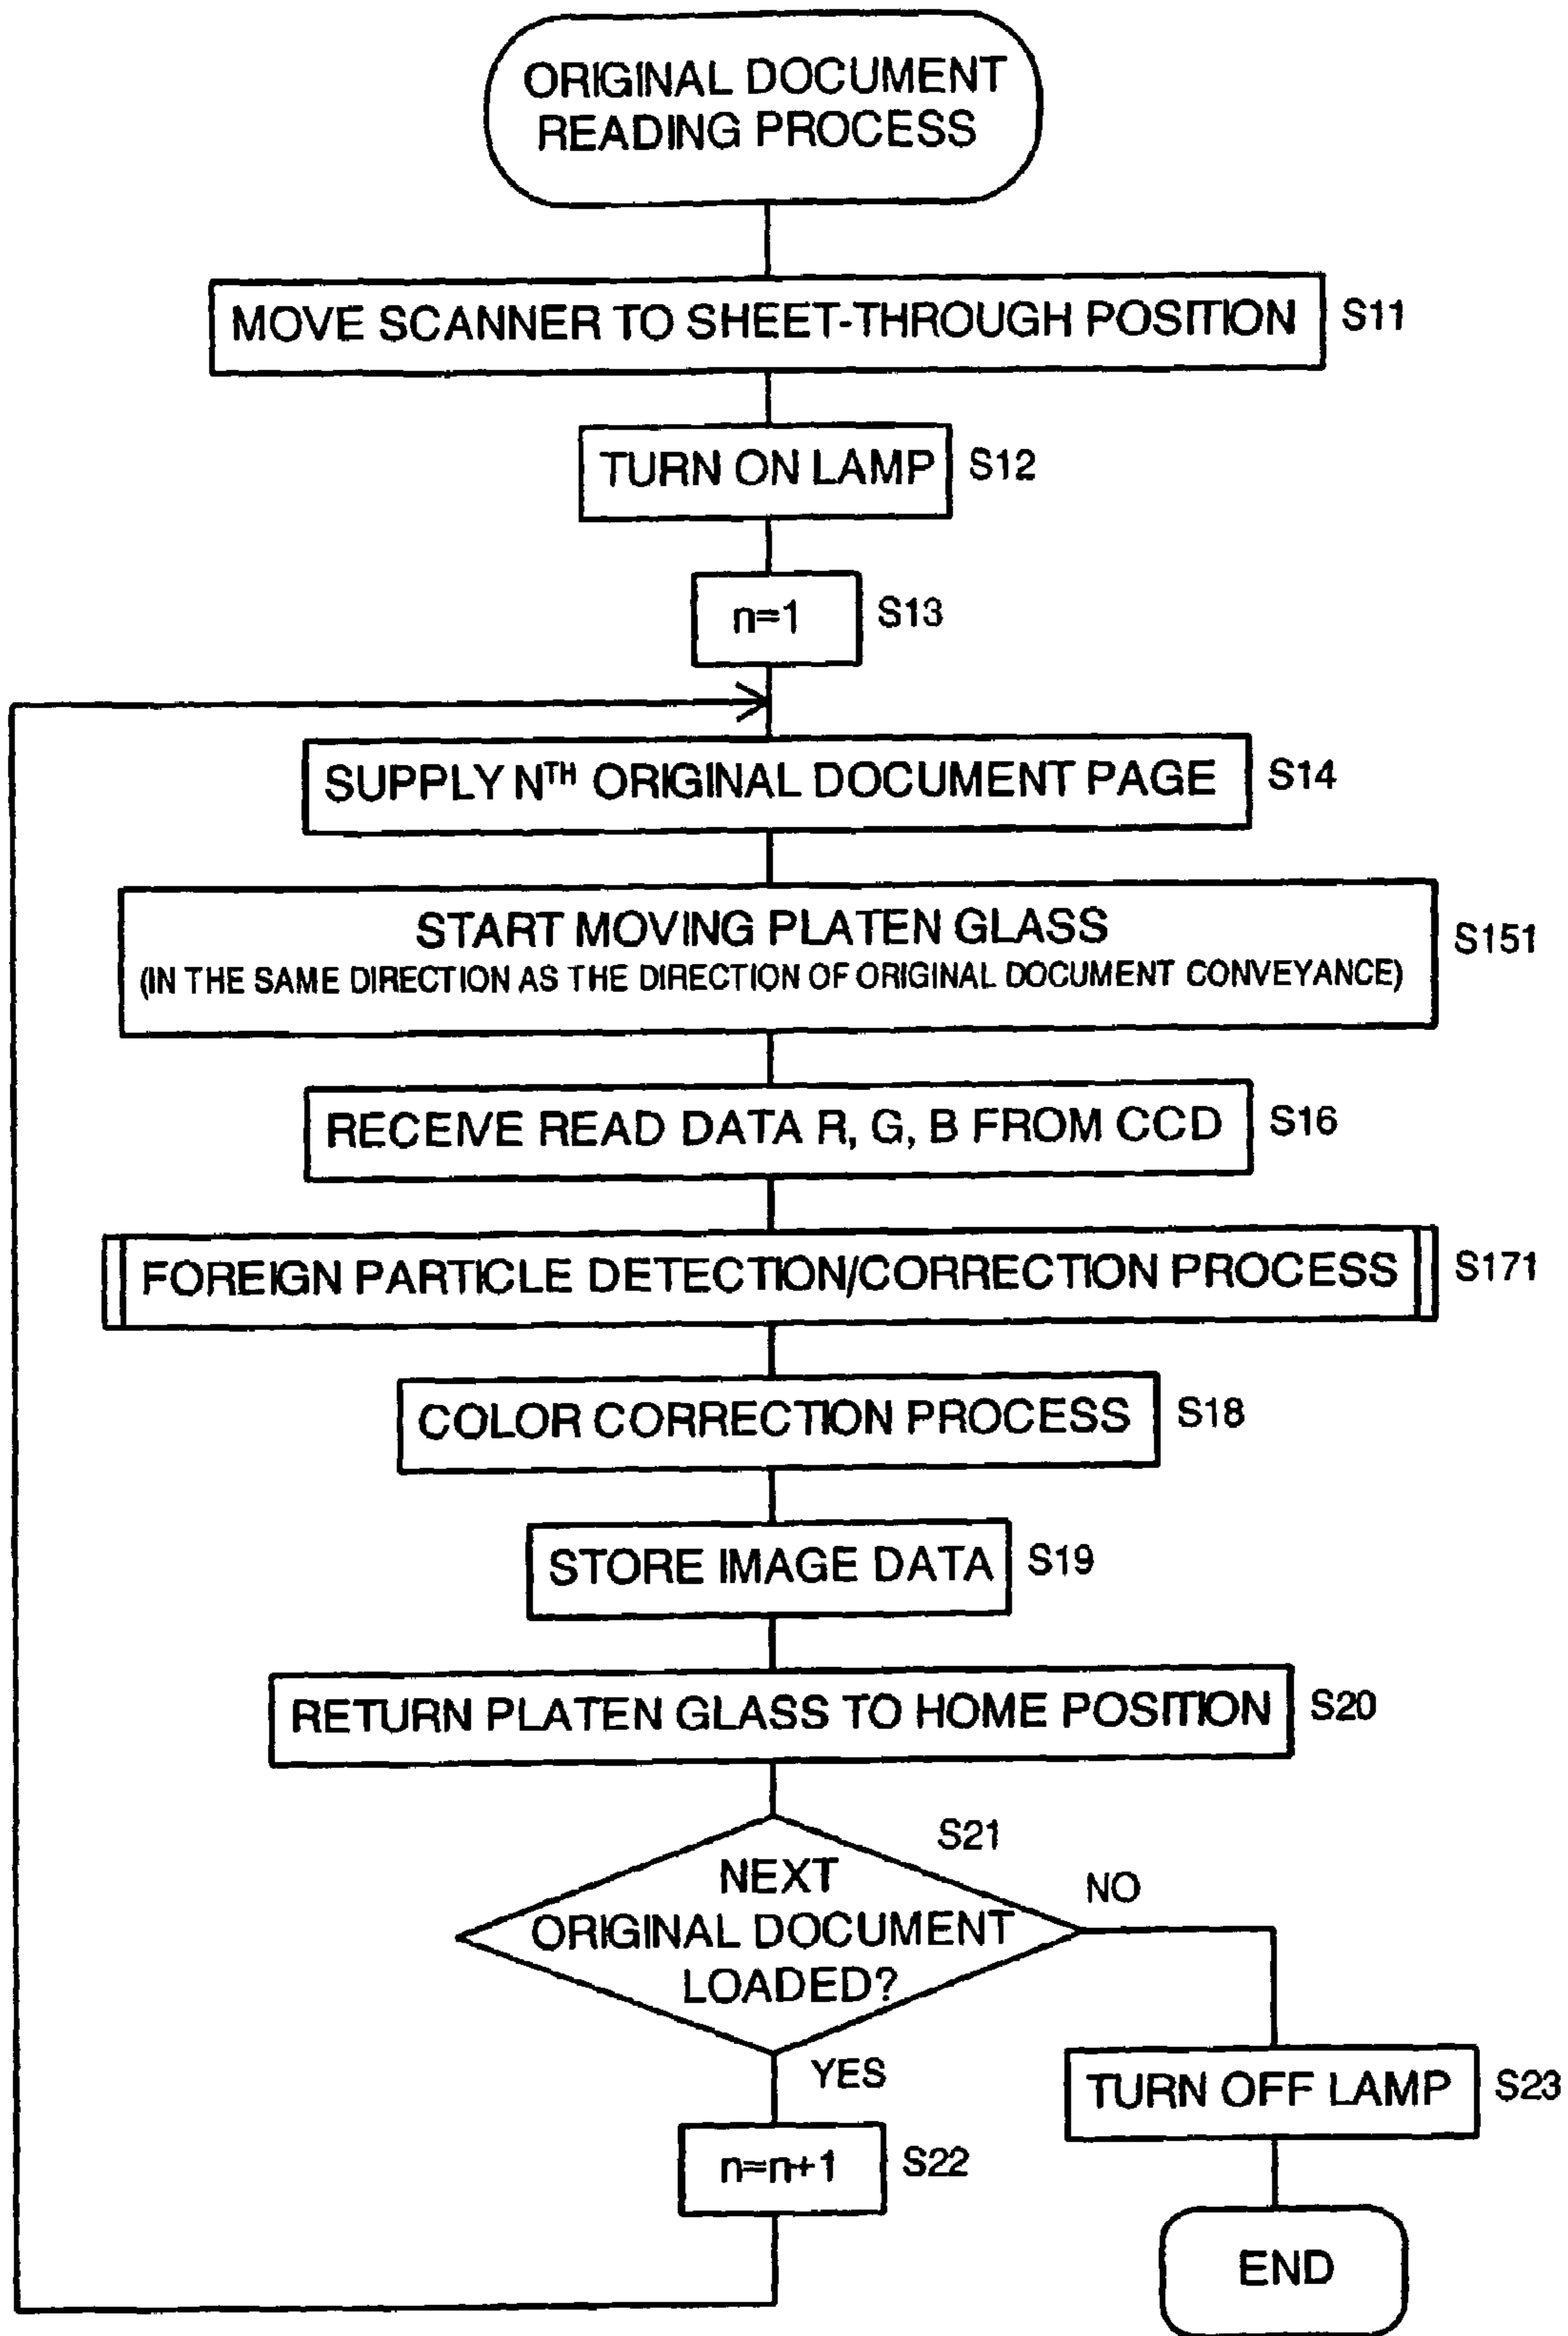 ORIGINAL DOCUMENT
READING PROCESS
MOVE SCANNER TO SHEET-THROUGH POSITION S11
TURN ON LAMP S12
n=1 S13
SUPPLY NTH ORIGINAL DOCUMENT PAGE S14
START MOVING PLATEN GLASS
(IN THE SAME DIRECTION AS THE DIRECTION OF ORIGINAL DOCUMENT CONVEYANCE) S151
RECEIVE READ DATA R, G, B FROM CCD S16
FOREIGN PARTICLE DETECTION/CORRECTION PROCESS S171
COLOR CORRECTION PROCESS S18
STORE IMAGE DATA S19
RETURN PLATEN GLASS TO HOME POSITION S20
S21
NEXT
ORIGINAL DOCUMENT
LOADED?
NO
YES
TURN OFF LAMP S23
n=n+1 S22
END